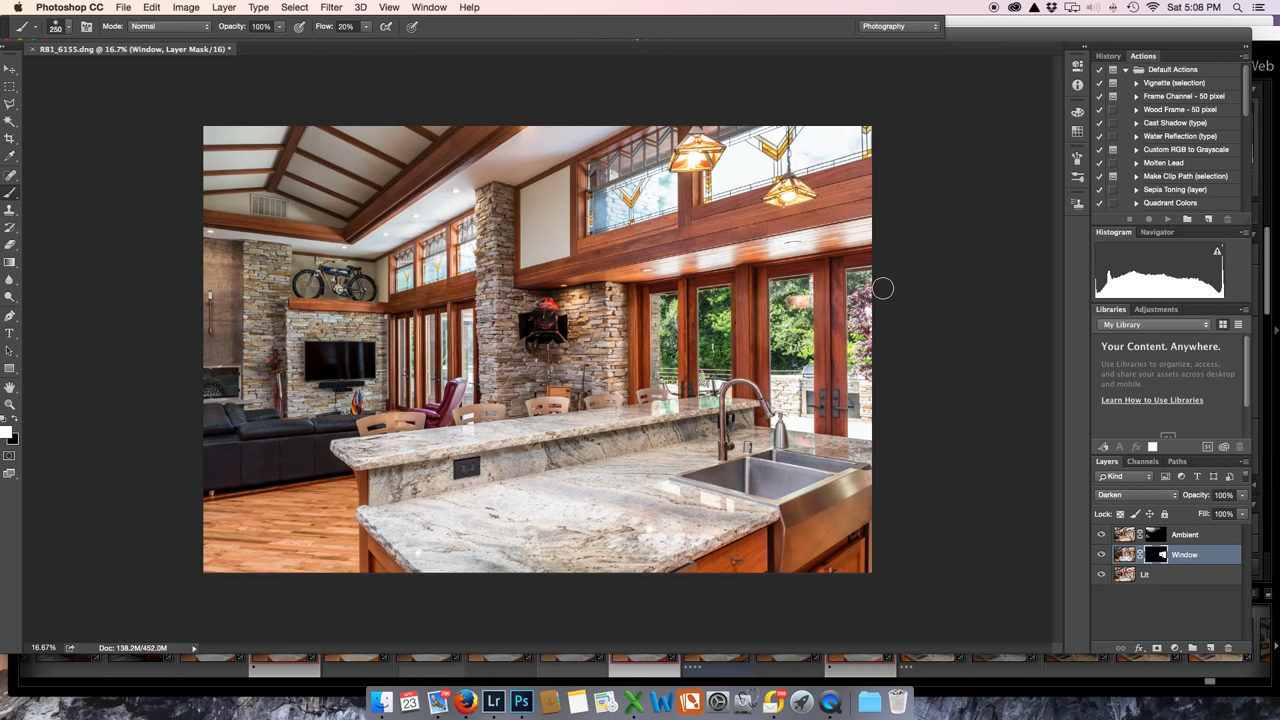 Photoshop CC File Edit Image Layer Type Select Filter 3D View Window Help Sat 5:08 PM
250 Mode: Normal Opacity: 100% Flow: 20% Photography
× RB1_6155.dng @ 16.7% (Window, Layer Mask/16) *
History Actions
Web
Default Actions
Vignette (selection)
Frame Channel - 50 pixel
Wood Frame - 50 pixel
Cast Shadow (type)
Water Reflection (type)
Custom RGB to Grayscale
Molten Lead
Make Clip Path (selection)
Sepia Toning (layer)
Quadrant Colors
Histogram Navigator
Libraries Adjustments
My Library
Your Content. Anywhere.
Use Libraries to organize, access,
and share your assets across desktop
and mobile.
Learn How to Use Libraries
Layers Channels Paths
Kind
Darken Opacity: 100%
Lock: Fill: 100%
Ambient
Window
Lit
16.67% Doc: 138.2M/452.0M
APR
23
Lr Ps